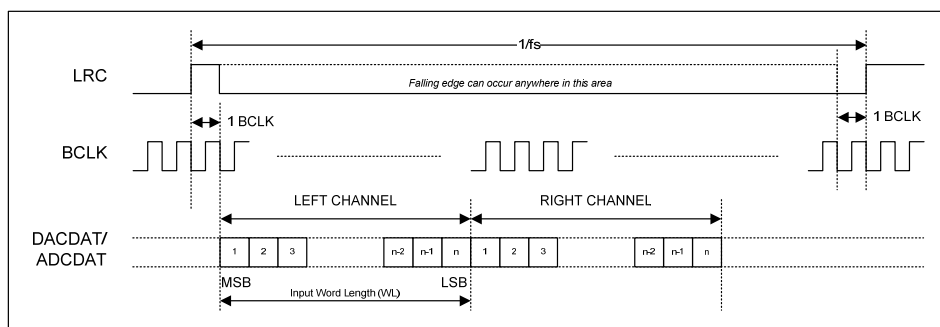 1/fs
LRC
Falling edge can occur anywhere in this area
1 BCLK
1 BCLK
BCLK
LEFT CHANNEL
RIGHT CHANNEL
DACDAT/
ADCDAT
1 2 3 n-2 n-1 n 1 2 3 n-2 n-1 n
MSB
LSB
Input Word Length (WL)